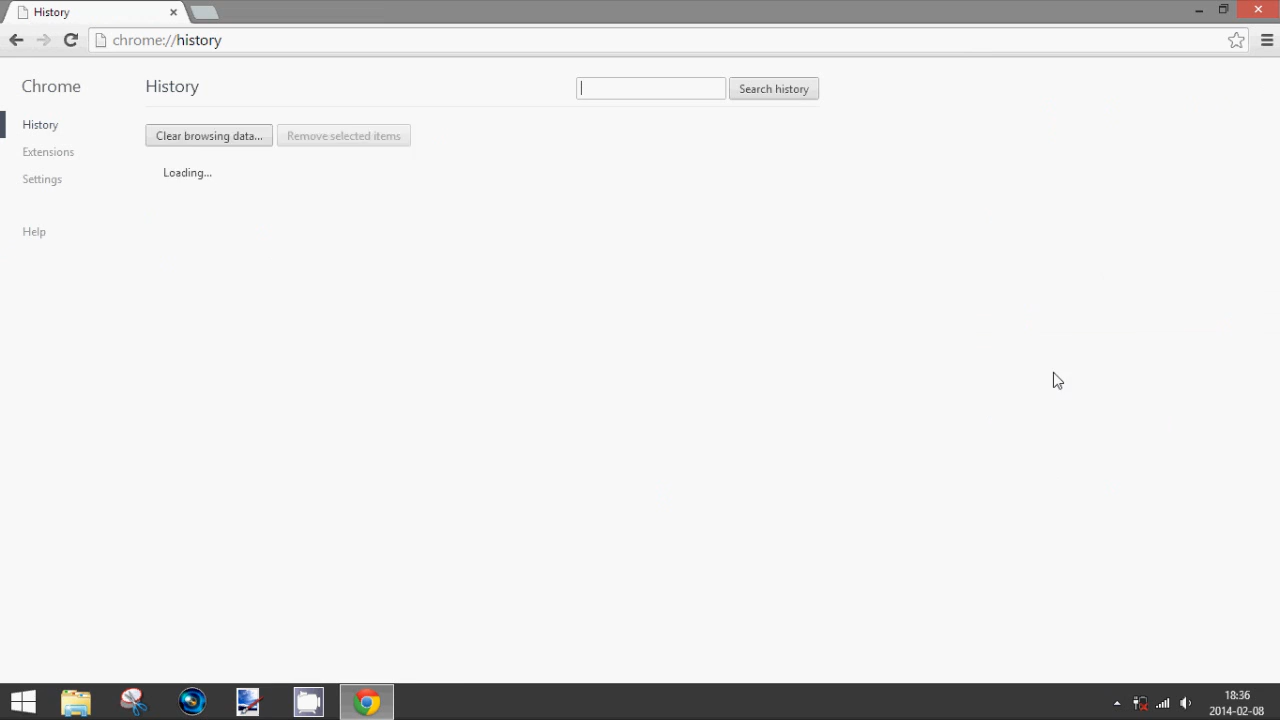 History
chrome://history
Chrome
History
Search history
History
Clear browsing data...
Remove selected items
Extensions
Loading...
Settings
Help
18:36
2014-02-08